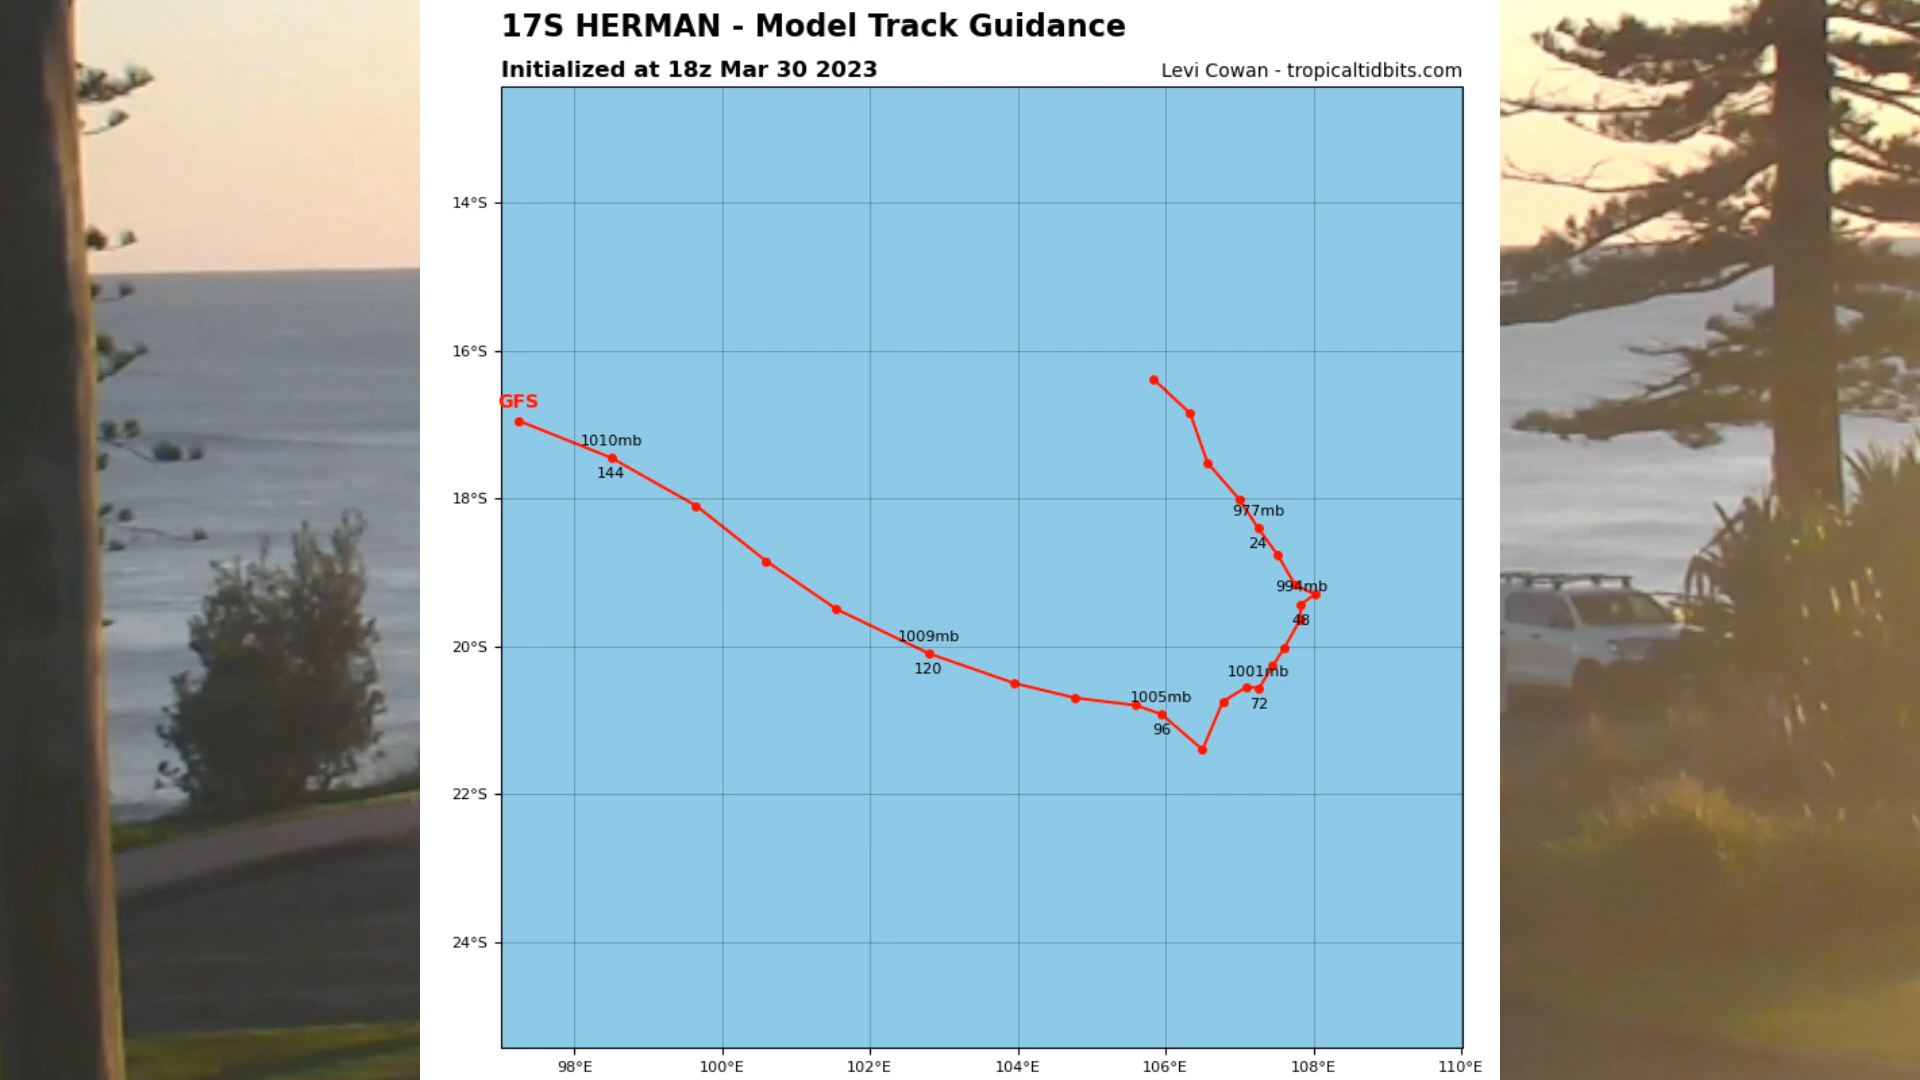 17S HERMAN - Model Track Guidance
Initialized at 18z Mar 30 2023
Levi Cowan - tropicaltidbits.com
14°S
16°S
GFS
1010mb
144
18°S
977mb
24
994mb
48
1009mb
120
20°S
1001mb
72
1005mb
96
22°S
24°S
98°E 100°E 102°E 104°E 106°E 108°E 110°E